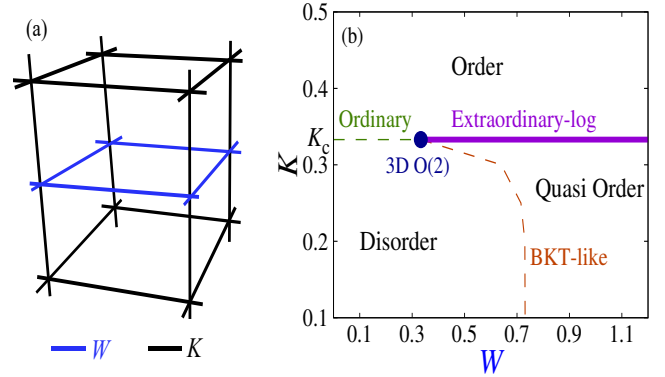 (a)
W
K
(b)
0.5
0.4
K_c
0.3
0.2
0.1
K
Order
Ordinary
Extraordinary-log
3D O(2)
Quasi Order
Disorder
BKT-like
0.1 0.3 0.5 0.7 0.9 1.1
W